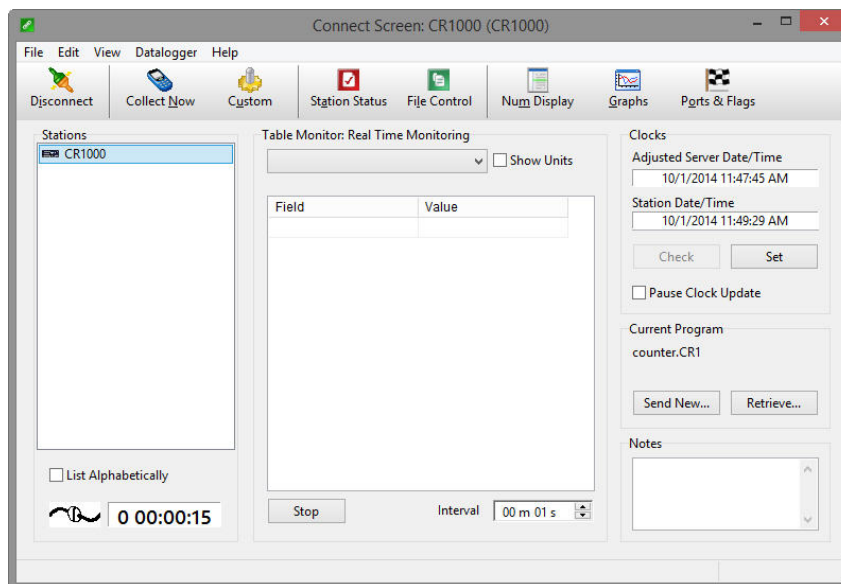 Connect Screen: CR1000 (CR1000)
File Edit View Datalogger Help
Disconnect Collect Now Custom Station Status File Control Num Display Graphs Ports & Flags
Stations
CR1000
List Alphabetically
0 00:00:15
Table Monitor: Real Time Monitoring
Show Units
Field Value
Stop Interval 00 m 01 s
Clocks
Adjusted Server Date/Time
10/1/2014 11:47:45 AM
Station Date/Time
10/1/2014 11:49:29 AM
Check Set
Pause Clock Update
Current Program
counter.CR1
Send New... Retrieve...
Notes